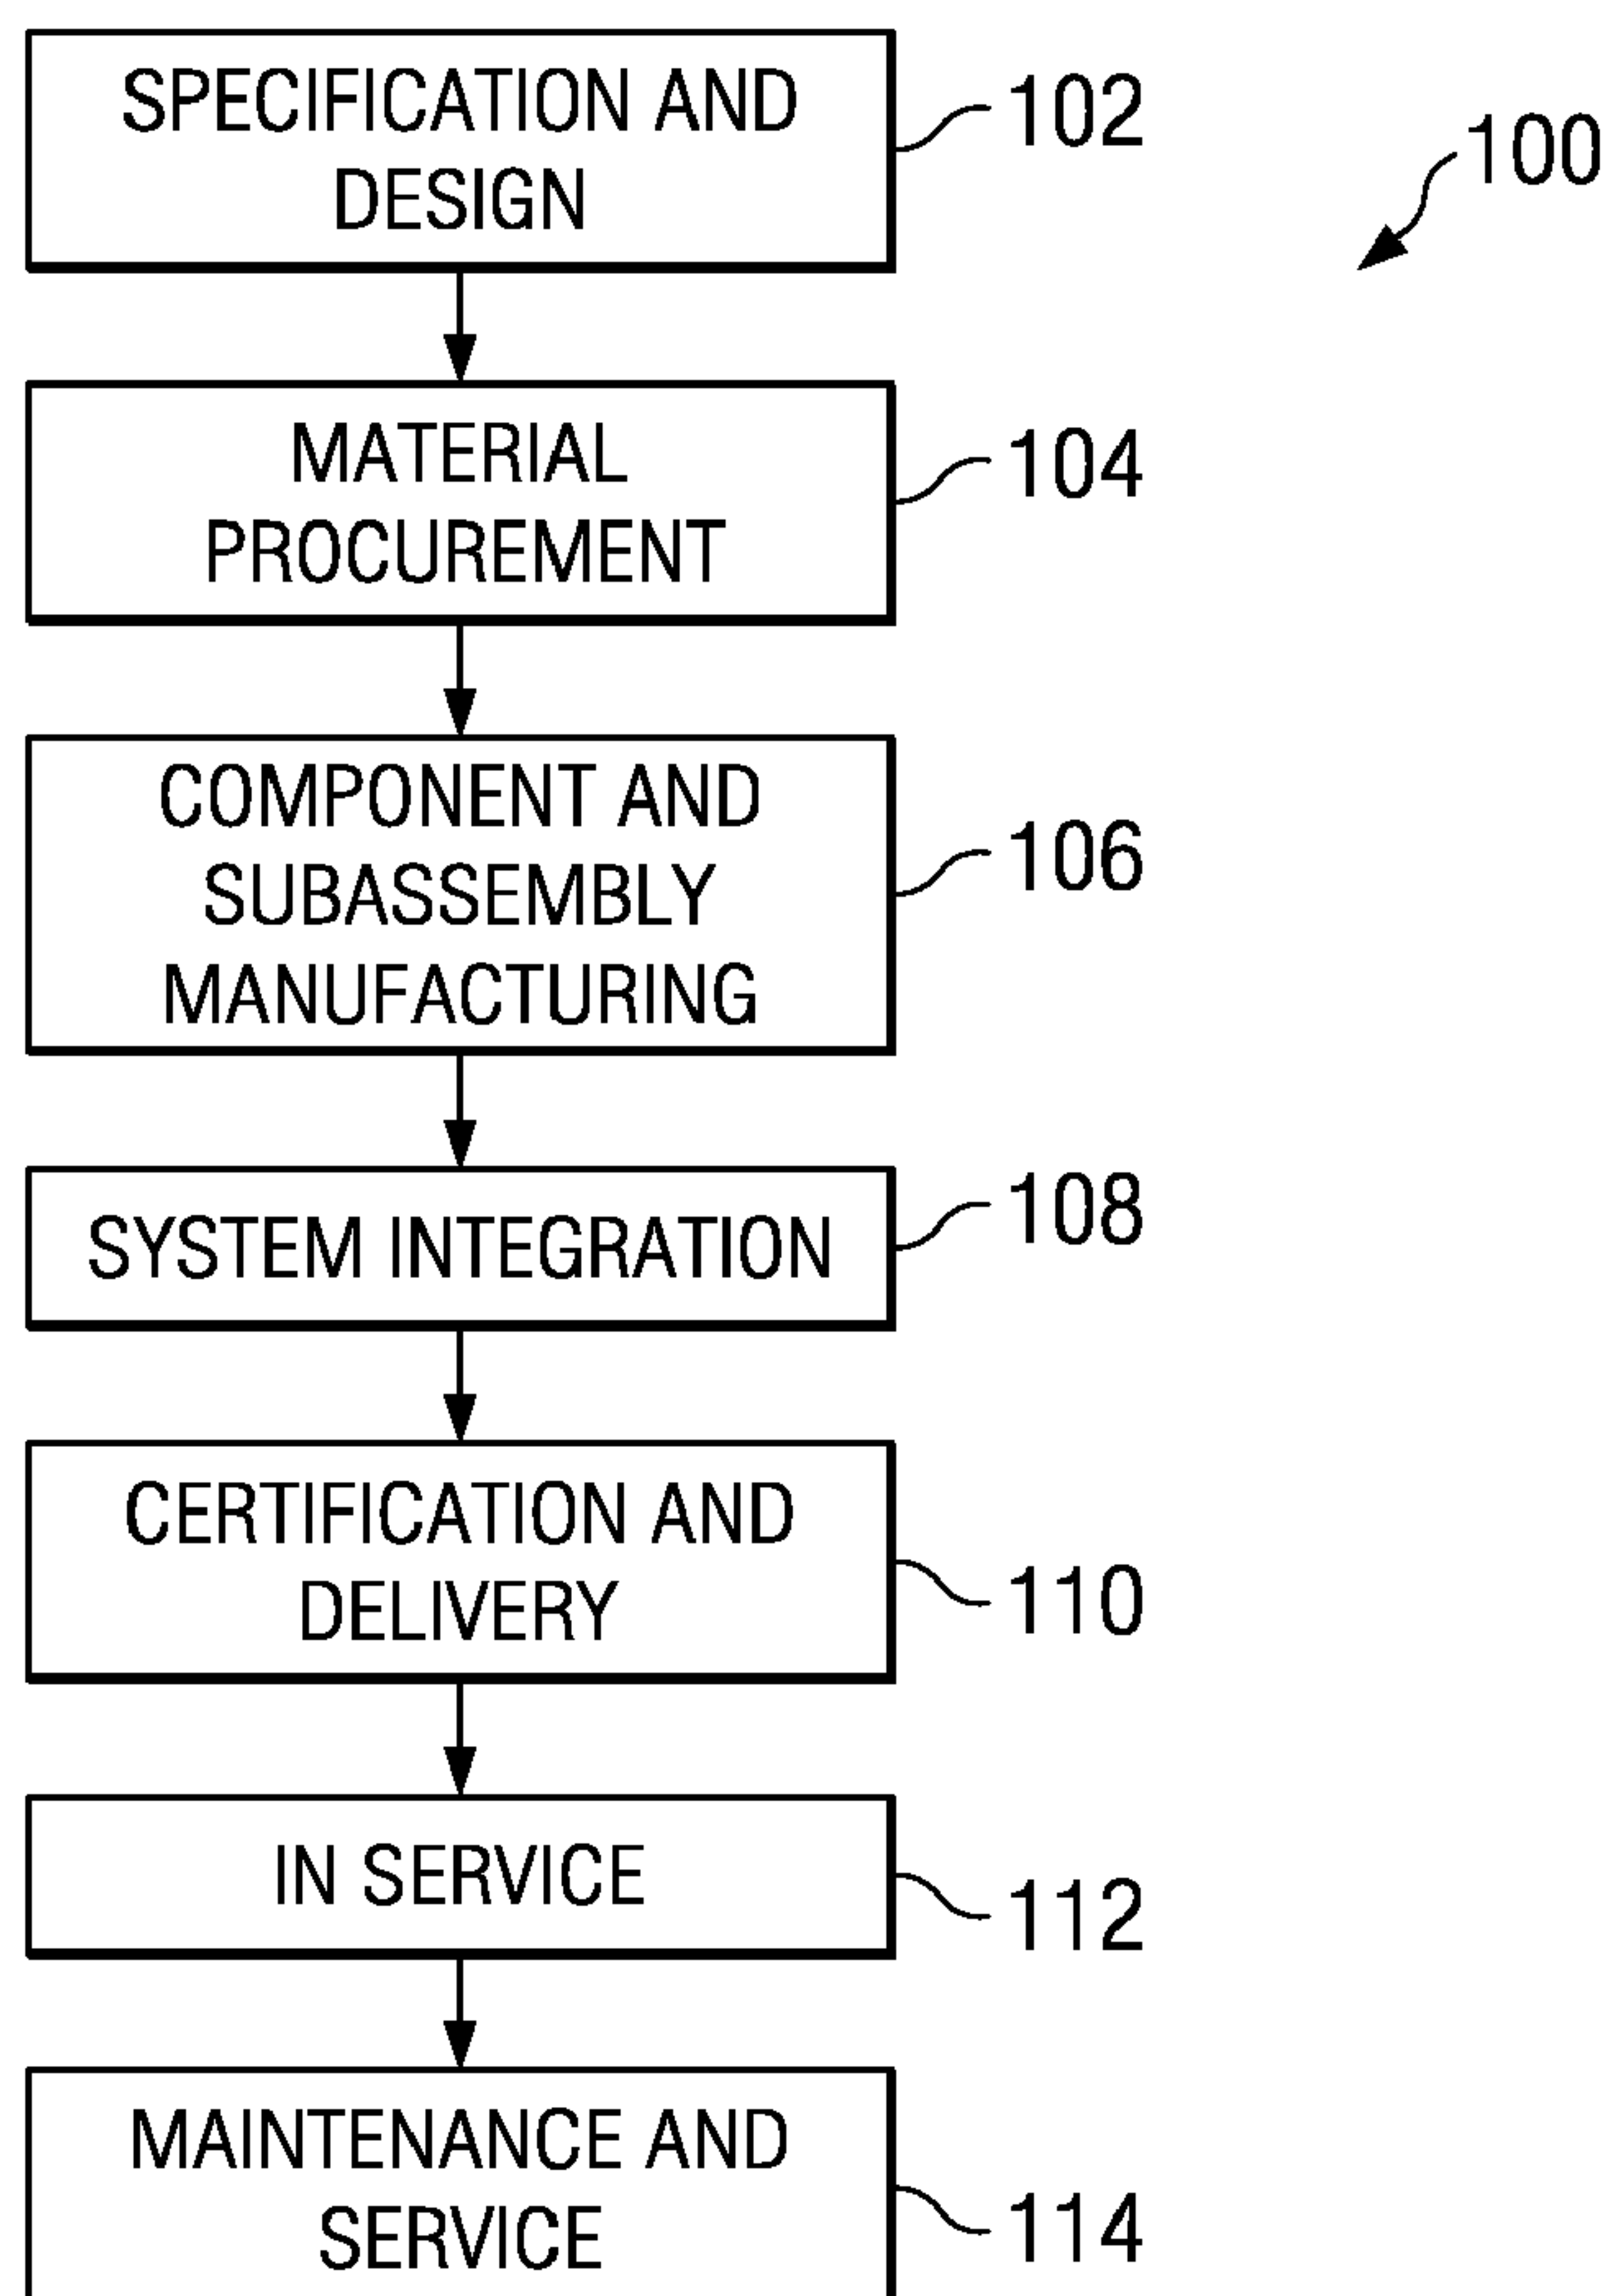 SPECIFICATION AND
DESIGN
102
100
MATERIAL
PROCUREMENT
104
COMPONENT AND
SUBASSEMBLY
MANUFACTURING
106
SYSTEM INTEGRATION
108
CERTIFICATION AND
DELIVERY
110
IN SERVICE
112
MAINTENANCE AND
SERVICE
114